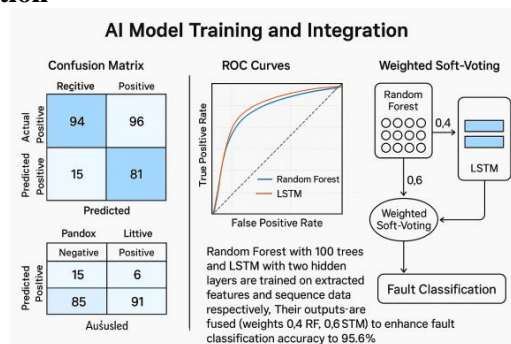 ution
AI Model Training and Integration
Confusion Matrix
Recitive Positive
Actual Positive
94 96
Predicted Positive
15 81
Predicted
Pandox Littive
Negative Positive
Predicted Positive
15 6
85 91
Aušusled
ROC Curves
True Positive Rate
Random Forest
LSTM
False Positive Rate
Random Forest with 100 trees
and LSTM with two hidden
layers are trained on extracted
features and sequence data
respectively, Their outputs-are
fused (weights 0,4 RF, 0,6 STM) to enhance fault
classification accuracy to 95.6%
Weighted Soft-Voting
Random
Forest
0,4
LSTM
0,6
Weighted
Soft-Voting
Fault Classification